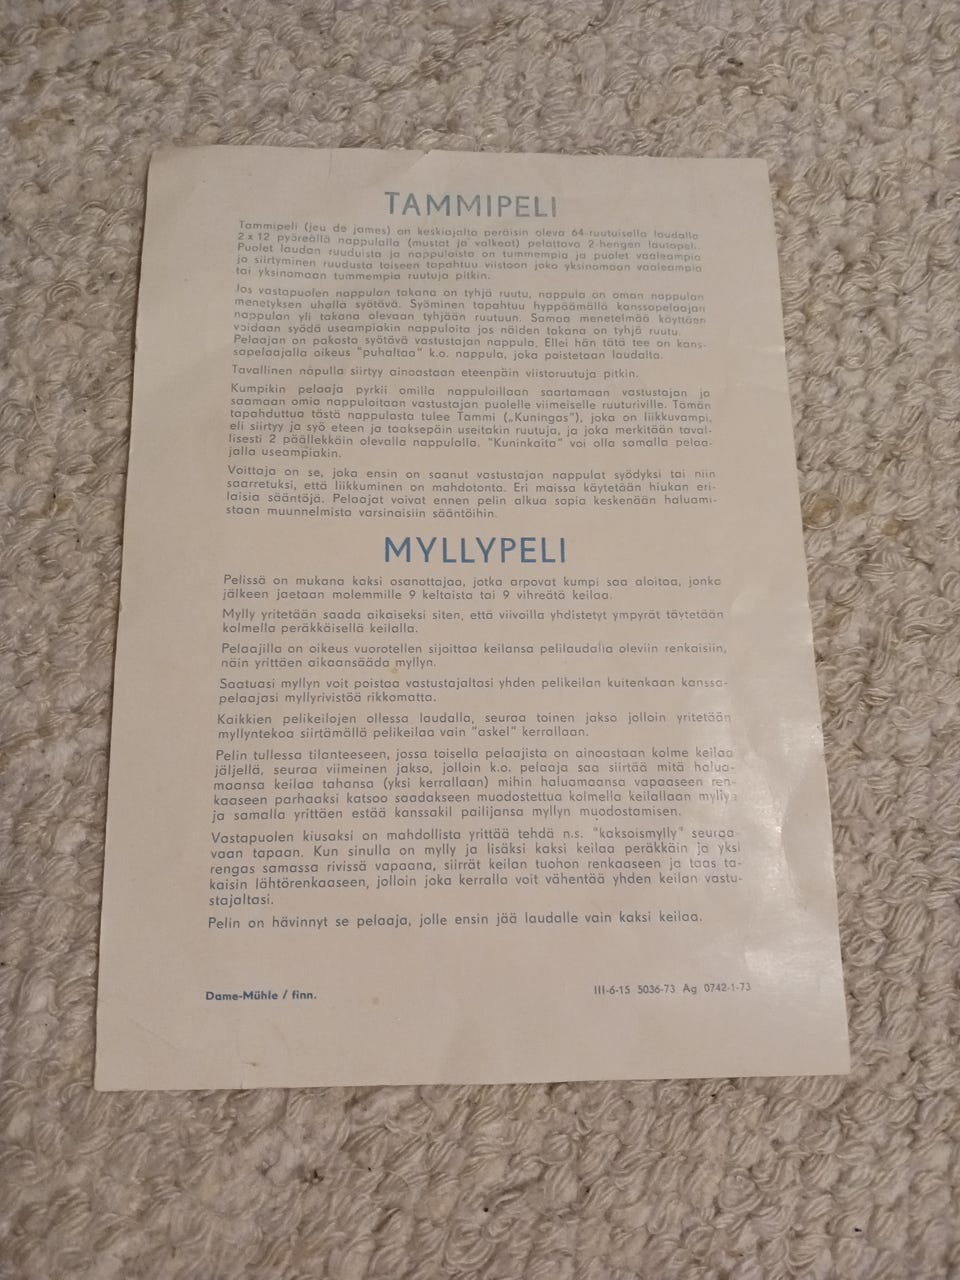 TAMMIPELI
Tammipeli (jeu de james) on keskiajalta peräisin oleva 64-ruutuisella laudalla
2 x 12 pyöreällä nappulalla (mustat ja valkeat) pelattava 2-hengen lautapeli.
Puolet laudan ruuduista ja nappuloista on tummempia ja puolet vaaleampia
ja siirtyminen ruudusta toiseen tapahtuu viistoon joko yksinomaan vaaleampia
tai yksinomaan tummempia ruutuja pitkin.
Jos vastapuolen nappulan takana on tyhjä ruutu, nappula on oman nappulan
menetyksen uhalla syötävä. Syöminen tapahtuu hyppäämällä kanssapelaajan
nappulan yli takana olevaan tyhjään ruutuun. Samaa menetelmää käyttäen
voidaan syödä useampiakin nappuloita jos näiden takana on tyhjä ruutu.
Pelaajan on pakosta syötävä vastustajan nappula. Ellei hän tätä tee on kans-
sapelaajalla oikeus "puhaltaa" k.o. nappula, joka poistetaan laudalta.
Tavallinen näpulla siirtyy ainoastaan eteenpäin viistoruutuja pitkin.
Kumpikin pelaaja pyrkii omilla nappuloillaan saartamaan vastustajan ja
saamaan omia nappuloitaan vastustajan puolelle viimeiselle ruuturiville. Tämän
tapahduttua tästä nappulasta tulee Tammi („Kuningas"), joka on liikkuvampi,
eli siirtyy ja syö eteen ja taaksepäin useitakin ruutuja, ja joka merkitään taval-
lisesti 2 päällekkäin olevalla nappulalla. "Kuninkaita" voi olla samalla pelaa-
jalla useampiakin.
Voittaja on se, joka ensin on saanut vastustajan nappulat syödyksi tai niin
saarretuksi, että liikkuminen on mahdotonta. Eri maissa käytetään hiukan eri-
laisia sääntöjä. Pelaajat voivat ennen pelin alkua sopia keskenään haluami-
staan muunnelmista varsinaisiin sääntöihin.
MYLLYPELI
Pelissä on mukana kaksi osanottajaa, jotka arpovat kumpi saa aloittaa, jonka
jälkeen jaetaan molemmille 9 keltaista tai 9 vihreätä keilaa.
Mylly yritetään saada aikaiseksi siten, että viivoilla yhdistetyt ympyrät täytetään
kolmella peräkkäisellä keilalla.
Pelaajilla on oikeus vuorotellen sijoittaa keilansa pelilaudalla oleviin renkaisiin,
näin yrittäen aikaansääda myllyn.
Saatuasi myllyn voit poistaa vastustajaltasi yhden pelikeilan kuitenkaan kanssa-
pelaajasi myllyrivistöä rikkomatta.
Kaikkien pelikeilojen ollessa laudalla, seuraa toinen jakso jolloin yritetään
myllyntekoa siirtämällä pelikeilaa vain "askel" kerrallaan.
Pelin tullessa tilanteeseen, jossa toisella pelaajista on ainoastaan kolme keilaa
jäljellä, seuraa viimeinen jakso, jolloin k.o. pelaaja saa siirtää mitä halua-
maansa keilaa tahansa (yksi kerrallaan) mihin haluamaansa vapaaseen ren-
kaaseen parhaaksi katsoo saadakseen muodostettua kolmella keilallaan myllyn
ja samalla yrittäen estää kanssakil pailijansa myllyn muodostamisen.
Vastapuolen kiusaksi on mahdollista yrittää tehdä n.s. "kaksoismylly" seuraa-
vaan tapaan. Kun sinulla on mylly ja lisäksi kaksi keilaa peräkkäin ja yksi
rengas samassa rivissä vapaana, siirrät keilan tuohon renkaaseen ja taas ta-
kaisin lähtörenkaaseen, jolloin joka kerralla voit vähentää yhden keilan vastu-
stajaltasi.
Pelin on hävinnyt se pelaaja, jolle ensin jää laudalle vain kaksi keilaa.
Dame-Mühle / finn.
III-6-15 5036-73 Ag 0742-1-73